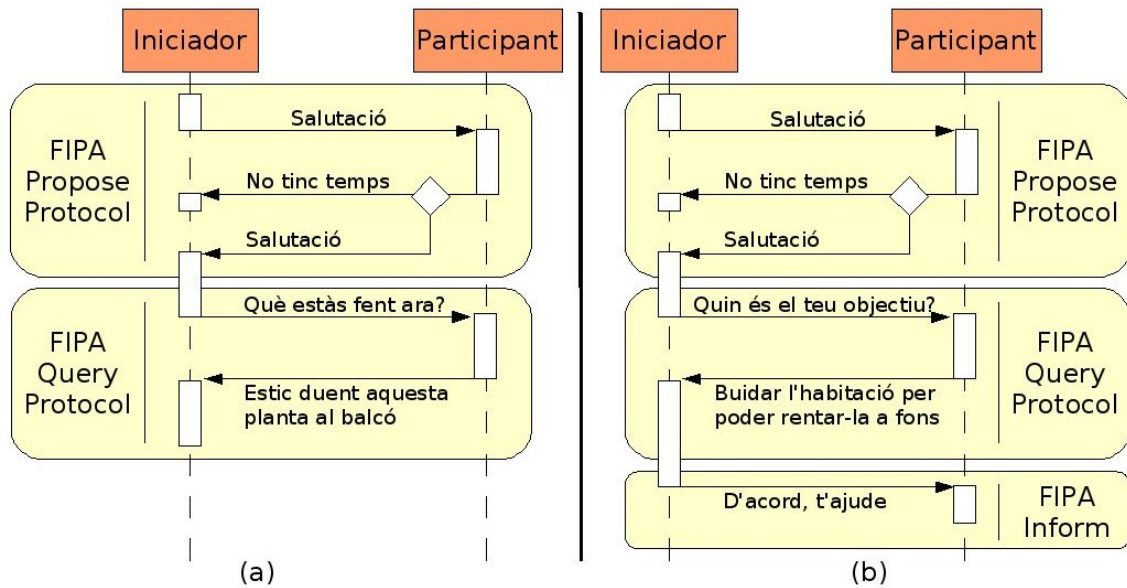 Iniciador
Participant
FIPA
Propose
Protocol
Salutació
No tinc temps
Salutació
FIPA
Query
Protocol
Què estàs fent ara?
Estic duent aquesta
planta al balcó
(a)
Iniciador
Participant
Salutació
No tinc temps
Salutació
FIPA
Propose
Protocol
Quin és el teu objectiu?
Buidar l'habitació per
poder rentar-la a fons
FIPA
Query
Protocol
D'acord, t'ajude
FIPA
Inform
(b)